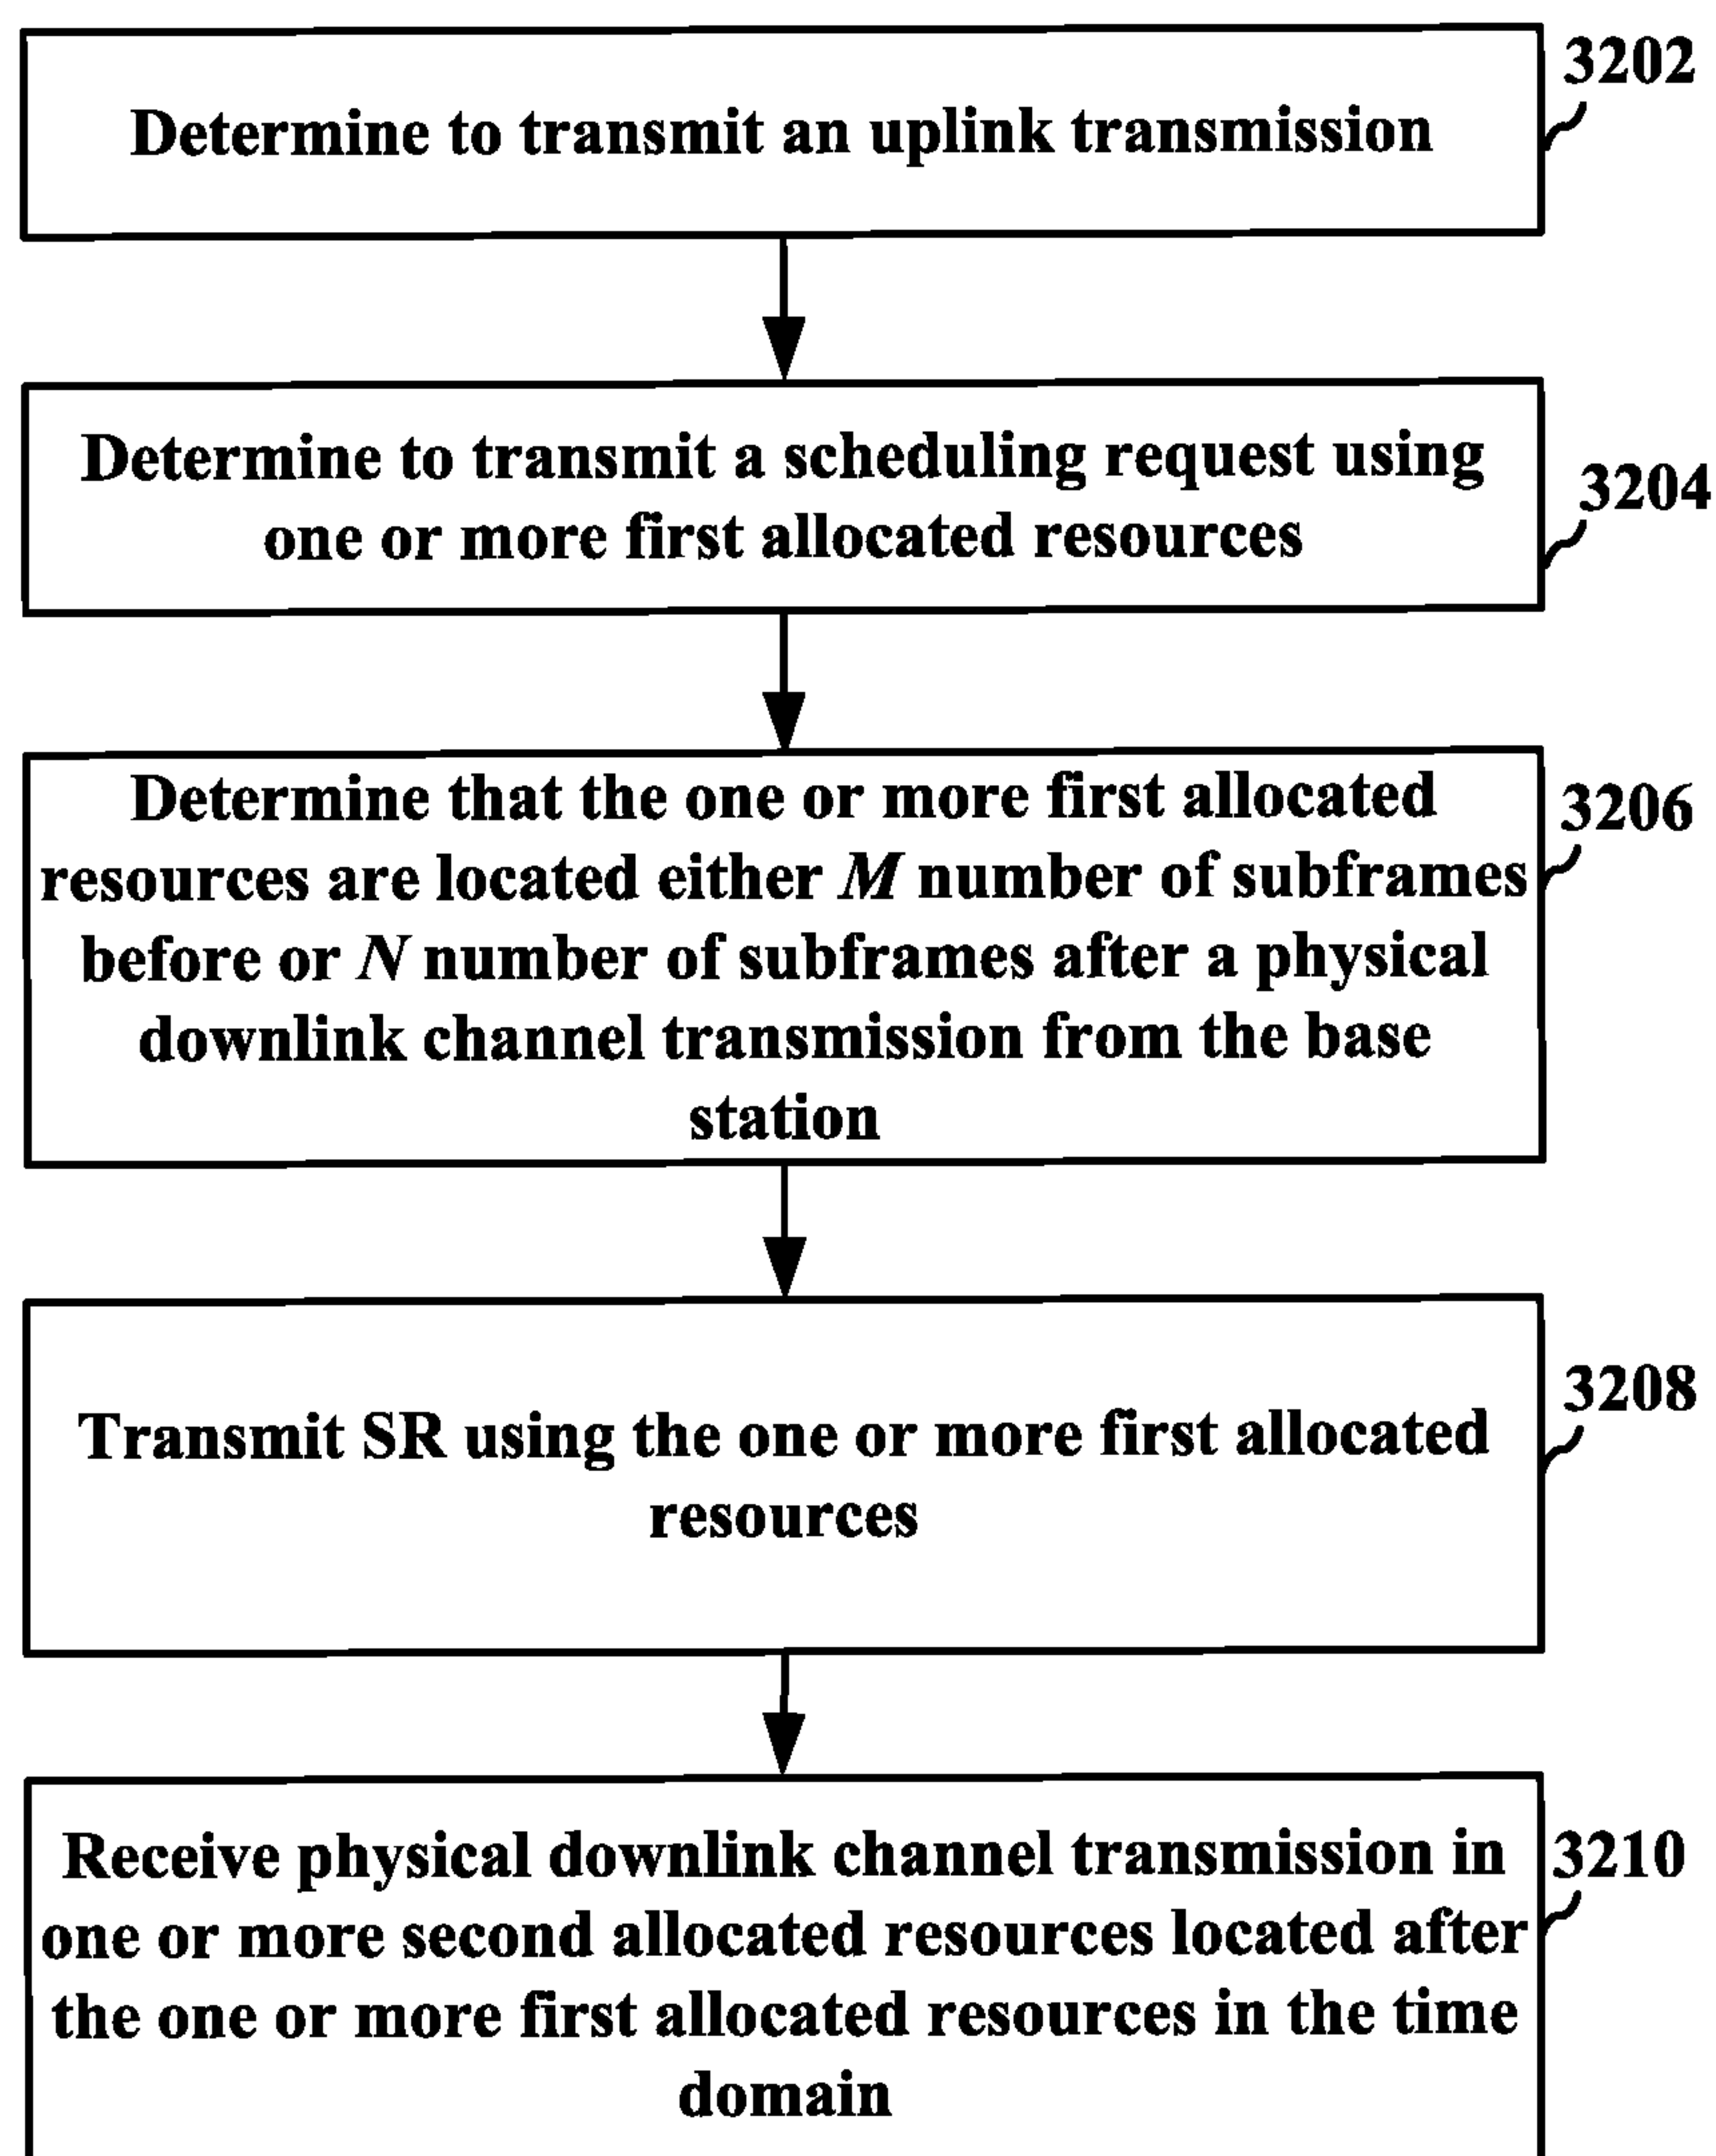 3202
Determine to transmit an uplink transmission
Determine to transmit a scheduling request using
3204
one or more first allocated resources
Determine that the one or more first allocated
3206
resources are located either M number of subframes
before or N number of subframes after a physical
downlink channel transmission from the base
station
3208
Transmit SR using the one or more first allocated
resources
Receive physical downlink channel transmission in
3210
one or more second allocated resources located after
the one or more first allocated resources in the time
domain